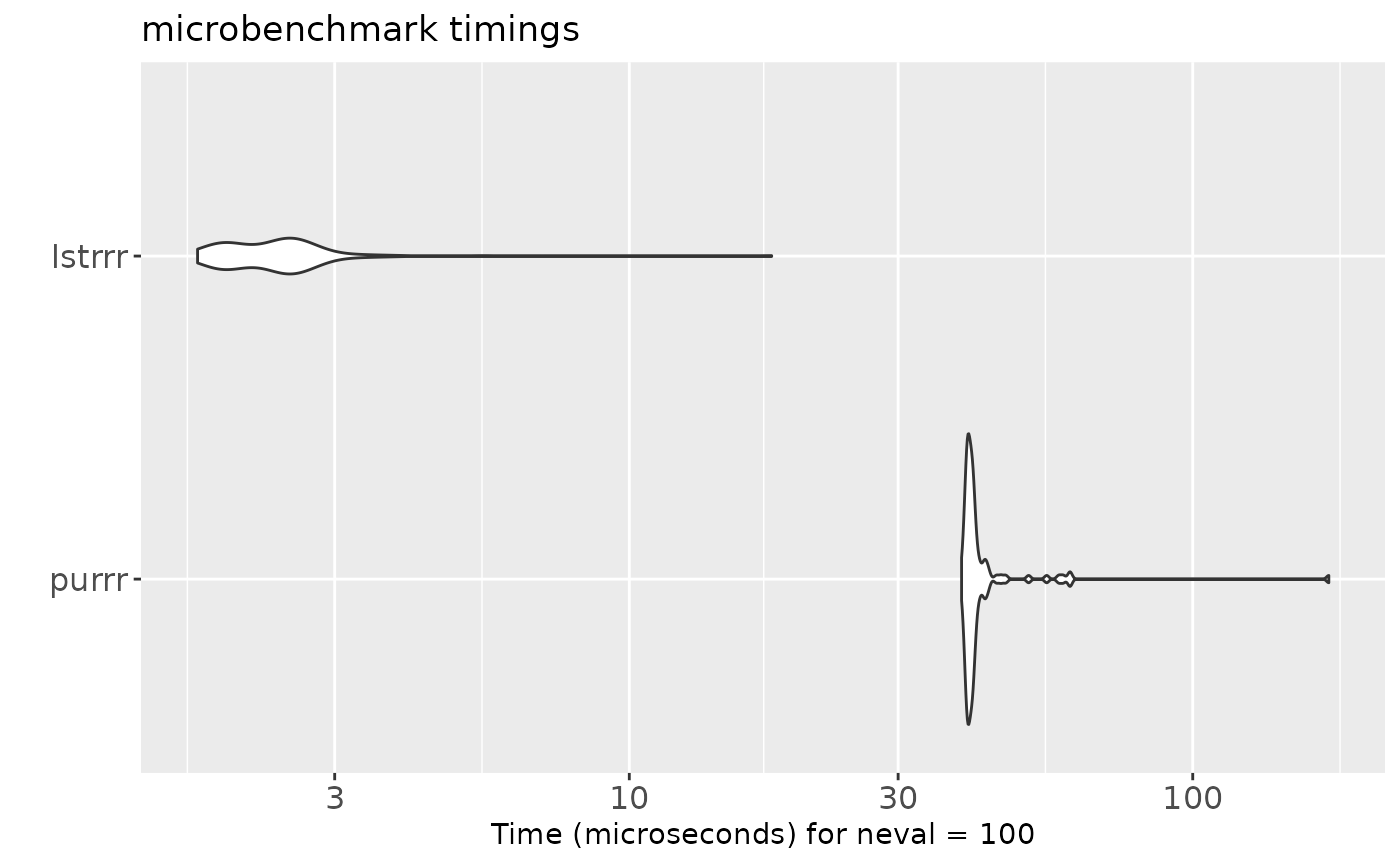 microbenchmark timings
lstrrr
purrr
3 10 30 100
Time (microseconds) for neval = 100